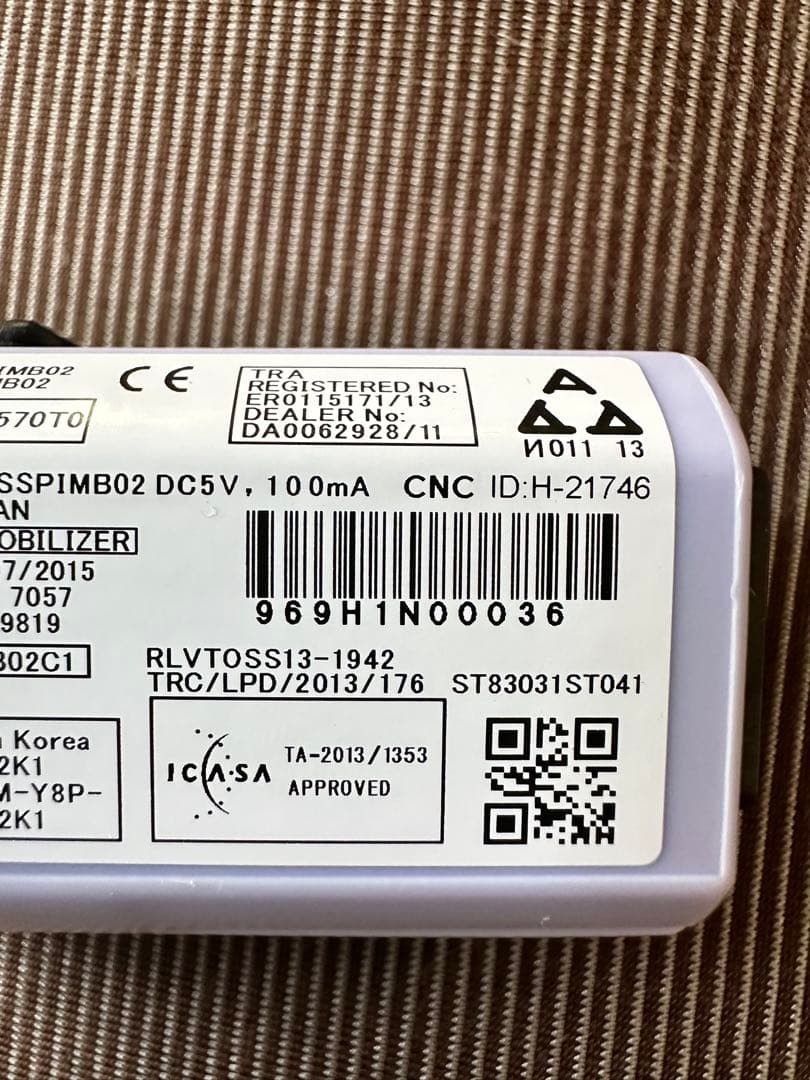 IMB02
MB02
CE
570T0
TRA
REGISTERED No:
ER0115171/13
DEALER No:
DA0062928/11
И011 13
SSPIMB02 DC5V, 100mA CNC ID:H-21746
AN
OBILIZER
7/2015
7057
9819
969H1N00036
B02C1
RLVTOSS13-1942
TRC/LPD/2013/176 ST83031ST041
Korea
2K1
M-Y8P-
2K1
ICASA
TA-2013/1353
APPROVED